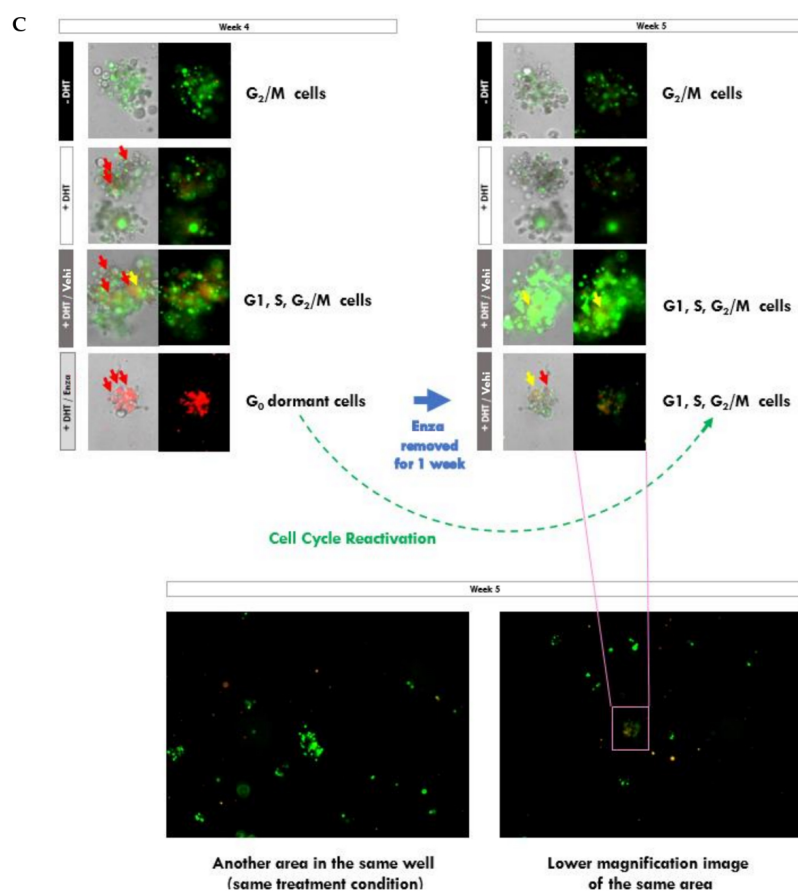 C
Week 4
- DHT
G₂/M cells
+ DHT
+ DHT / Vehi
G1, S, G₂/M cells
+ DHT / Enza
G₀ dormant cells
Enza
removed
for 1 week
Week 5
- DHT
G₂/M cells
+ DHT
+ DHT / Vehi
G1, S, G₂/M cells
+ DHT / Vehi
G1, S, G₂/M cells
Cell Cycle Reactivation
Week 5
Another area in the same well
(same treatment condition)
Lower magnification image
of the same area